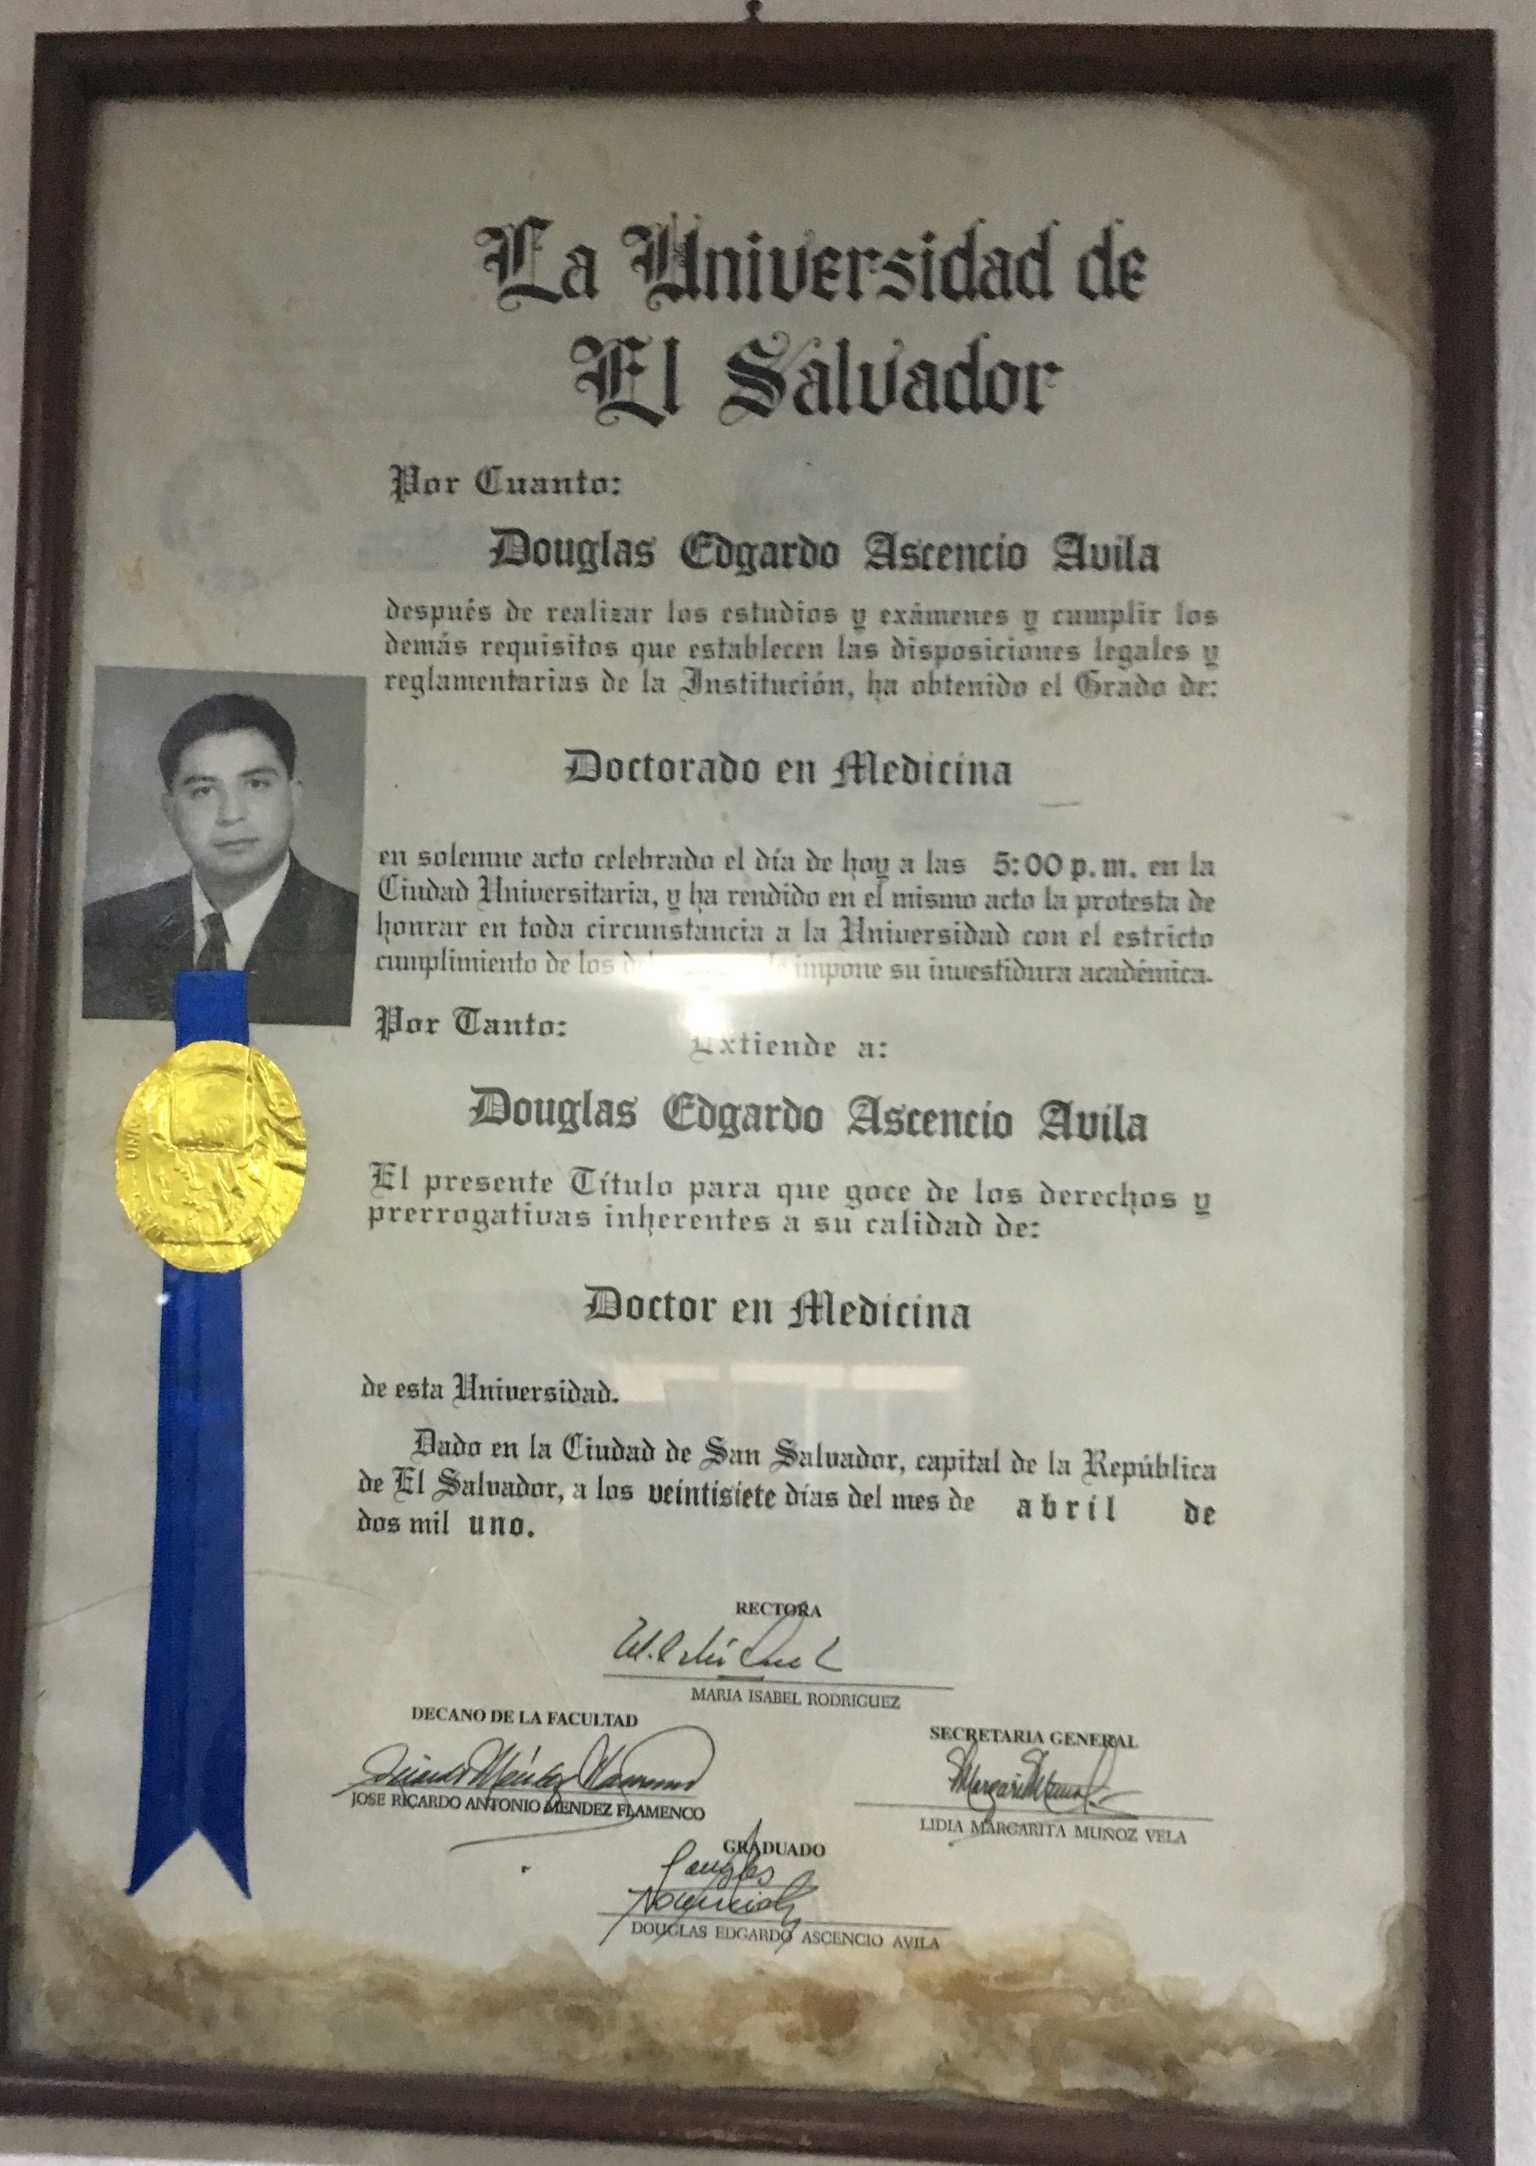 La Universidad de
El Salvador
Por Cuanto:
Douglas Edgardo Ascencio Avila
después de realizar los estudios y exámenes y cumplir los
demás requisitos que establecen las disposiciones legales y
reglamentarias de la Institución, ha obtenido el Grado de:
Doctorado en Medicina
en solemne acto celebrado el día de hoy a las 5:00 p.m. en la
Ciudad Universitaria, y ha rendido en el mismo acto la protesta de
honrar en toda circunstancia a la Universidad con el estricto
cumplimiento de los impone su investidura académica.
Por Tanto:
Extiende a:
Douglas Edgardo Ascencio Avila
El presente Título para que goce de los derechos y
prerrogativas inherentes a su calidad de:
Doctor en Medicina
de esta Universidad.
Dado en la Ciudad de San Salvador, capital de la República
de El Salvador, a los veintisiete días del mes de abril de
dos mil uno.
RECTORA
MARIA ISABEL RODRIGUEZ
DECANO DE LA FACULTAD
JOSE RICARDO ANTONIO MENDEZ FLAMENCO
SECRETARIA GENERAL
LIDIA MARGARITA MUÑOZ VELA
GRADUADO
DOUGLAS EDGARDO ASCENCIO AVILA